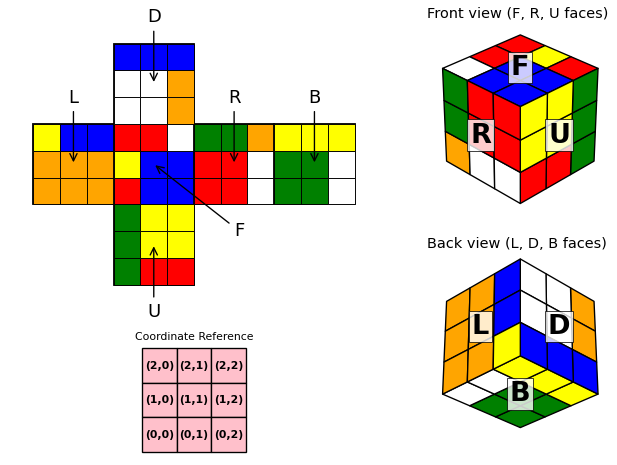 Front view (F, R, U faces)
D
F
L
R
B
R
U
F
Back view (L, D, B faces)
L
D
U
B
Coordinate Reference
(2,0) (2,1) (2,2)
(1,0) (1,1) (1,2)
(0,0) (0,1) (0,2)